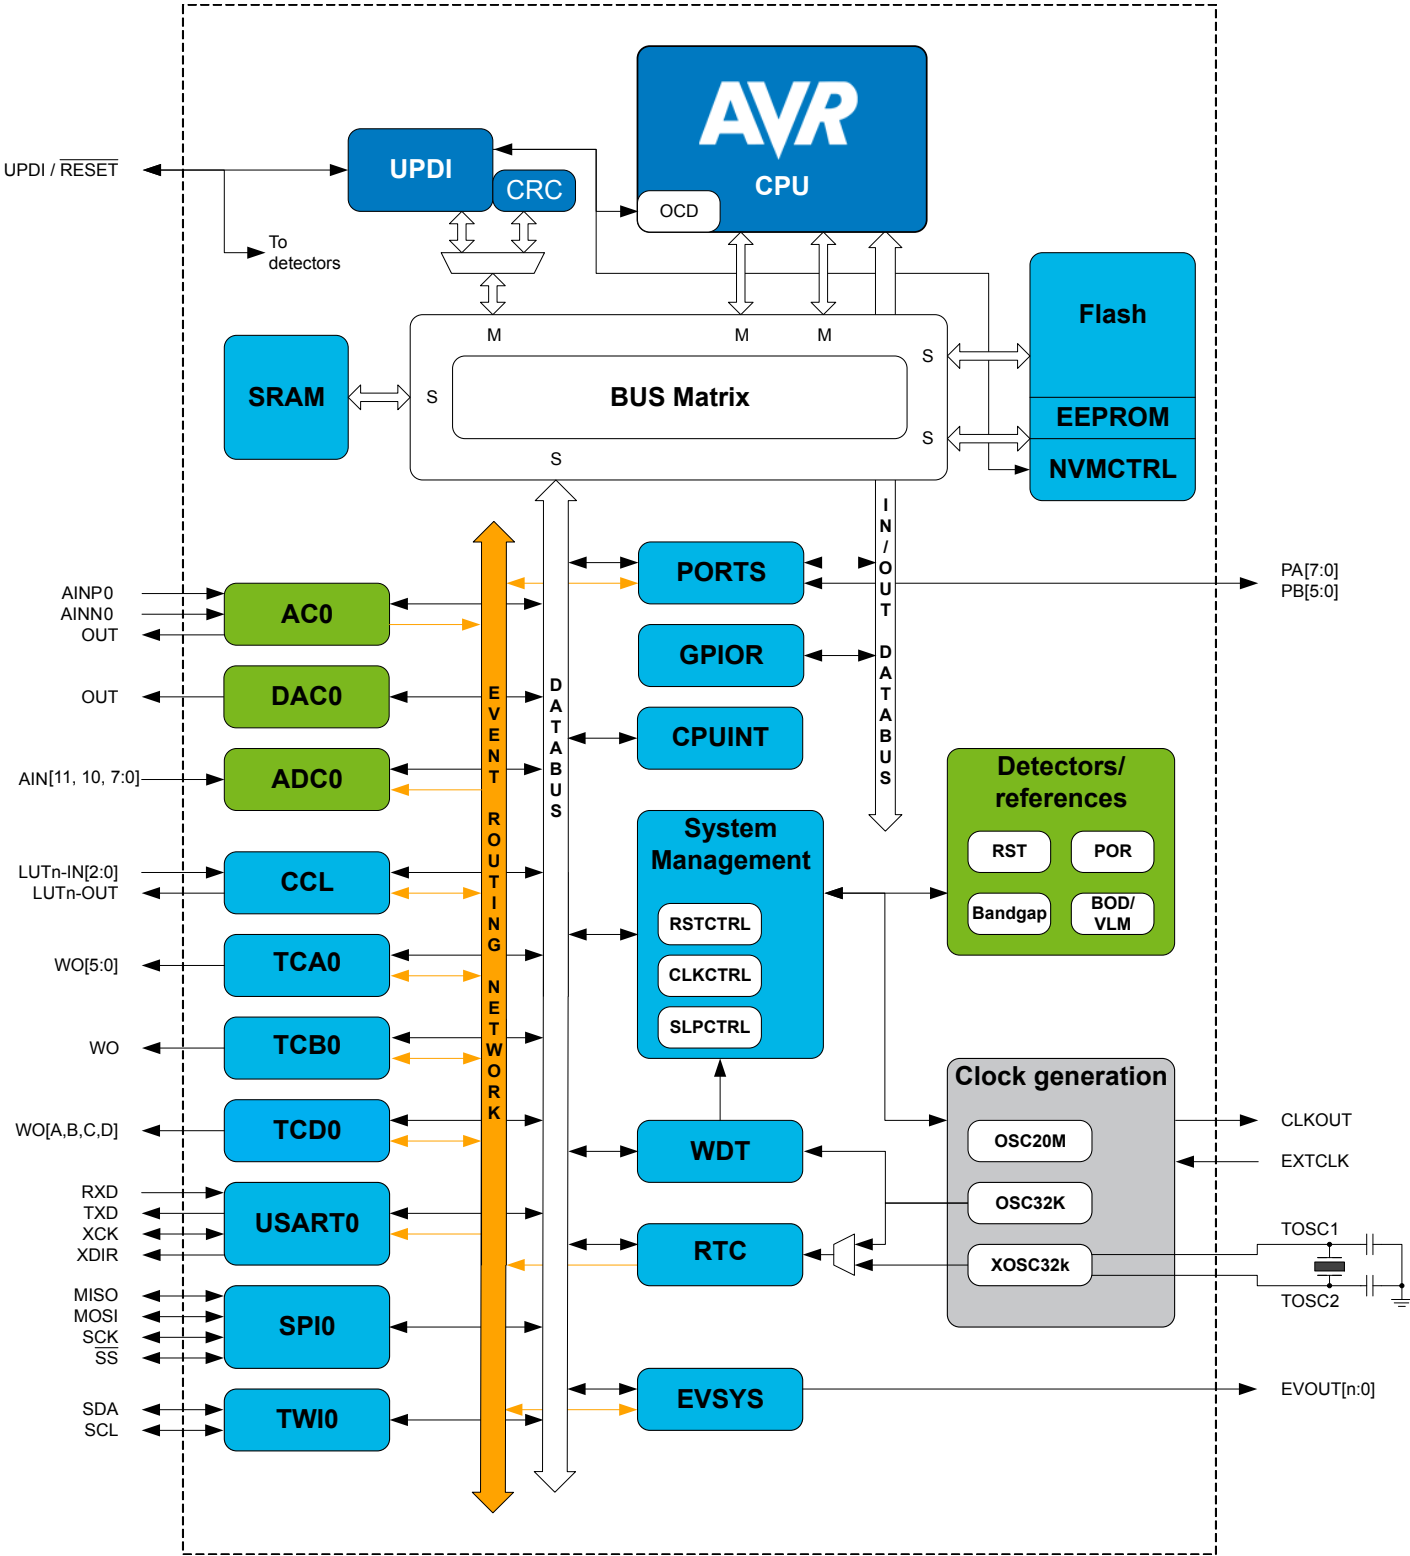 AVR
CPU
OCD
UPDI / RESET
UPDI
CRC
To
detectors
Flash
EEPROM
NVMCTRL
M
M
M
S
S
S
S
SRAM
BUS Matrix
IN/OUT DATABUS
DATABUS
EVENT ROUTING NETWORK
AINP0
AINN0
OUT
AC0
OUT
DAC0
AIN[11, 10, 7:0]
ADC0
LUTn-IN[2:0]
LUTn-OUT
CCL
WO[5:0]
TCA0
WO
TCB0
WO[A,B,C,D]
TCD0
RXD
TXD
XCK
XDIR
USART0
MISO
MOSI
SCK
SS
SPI0
SDA
SCL
TWI0
PORTS
PA[7:0]
PB[5:0]
GPIOR
CPUINT
System
Management
RSTCTRL
CLKCTRL
SLPCTRL
Detectors/
references
RST
POR
Bandgap
BOD/
VLM
WDT
RTC
Clock generation
OSC20M
OSC32K
XOSC32k
CLKOUT
EXTCLK
TOSC1
TOSC2
EVSYS
EVOUT[n:0]